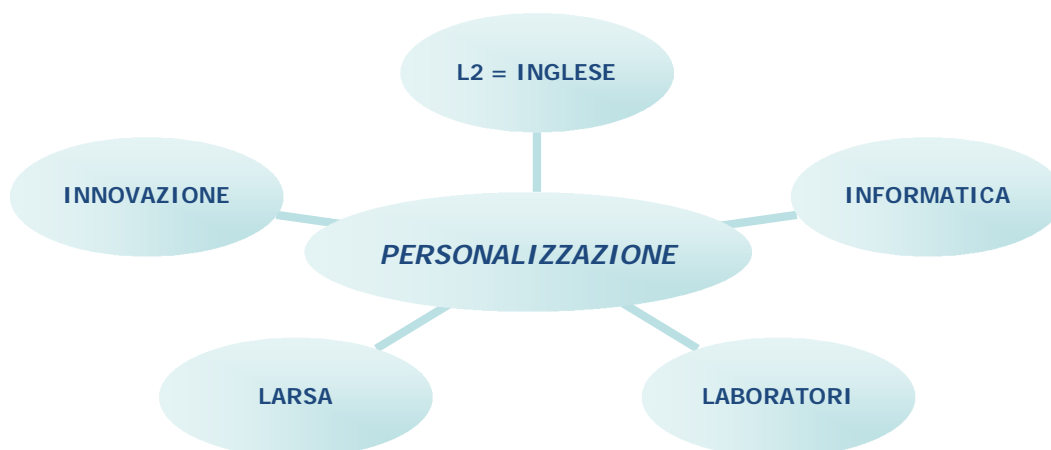 L2 = INGLESE
INNOVAZIONE
INFORMATICA
PERSONALIZZAZIONE
LARSA
LABORATORI